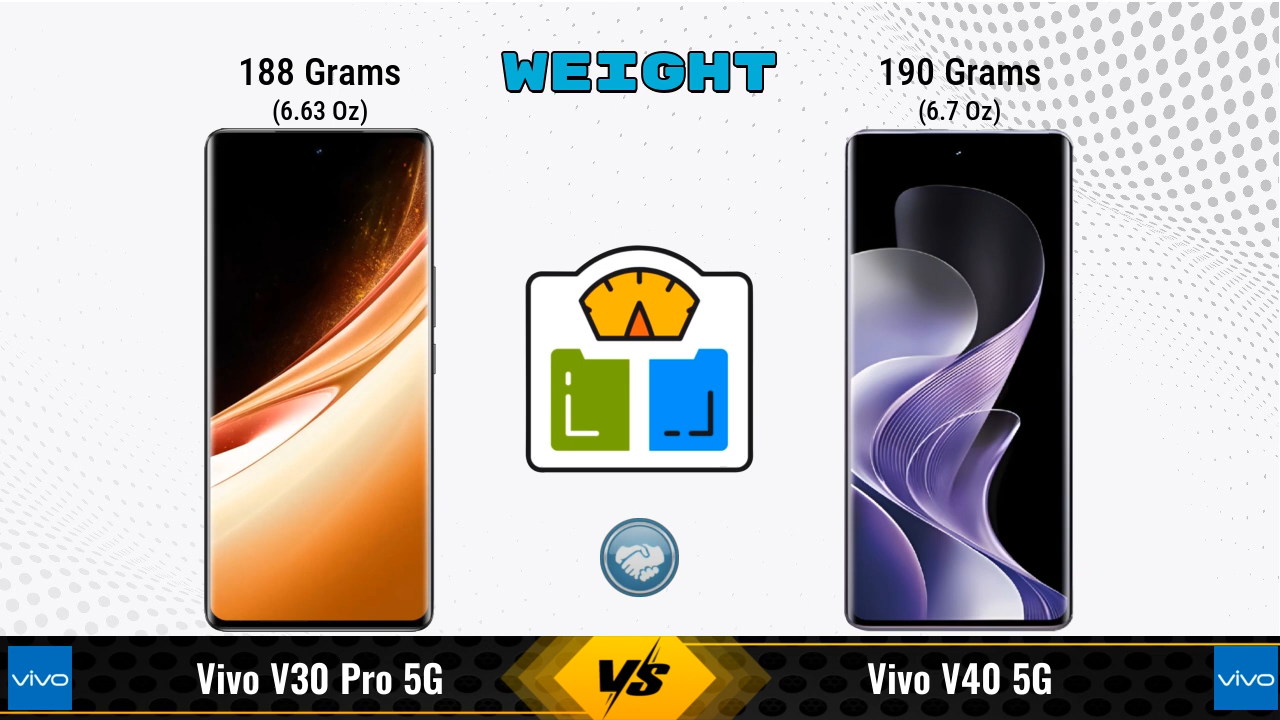 WEIGHT
188 Grams
(6.63 Oz)
190 Grams
(6.7 Oz)
vivo
Vivo V30 Pro 5G
VS
Vivo V40 5G
vivo